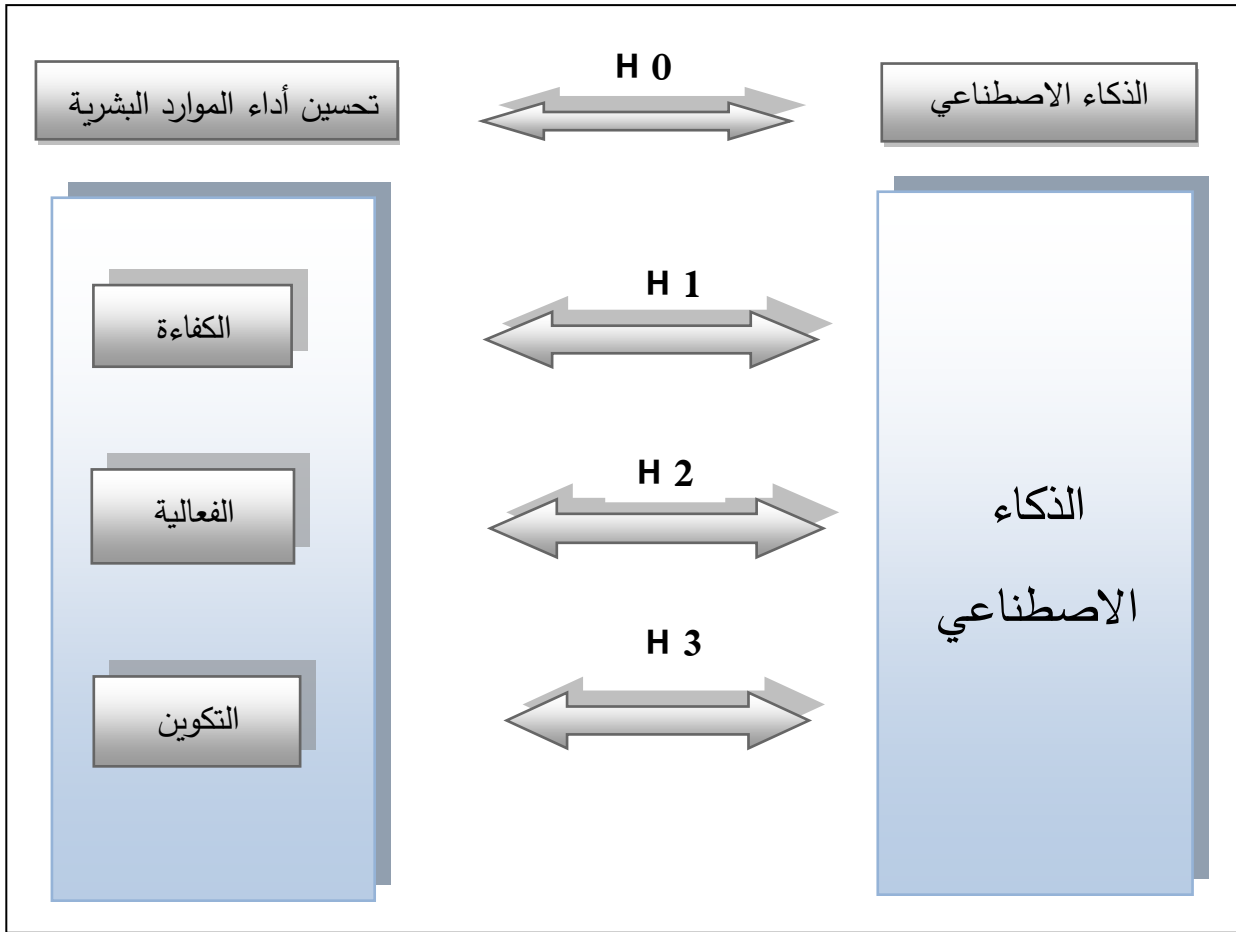 الذكاء الاصطناعي
H 0
تحسين أداء الموارد البشرية
H 1
الكفاءة
H 2
الفعالية
الذكاء
الاصطناعي
H 3
التكوين